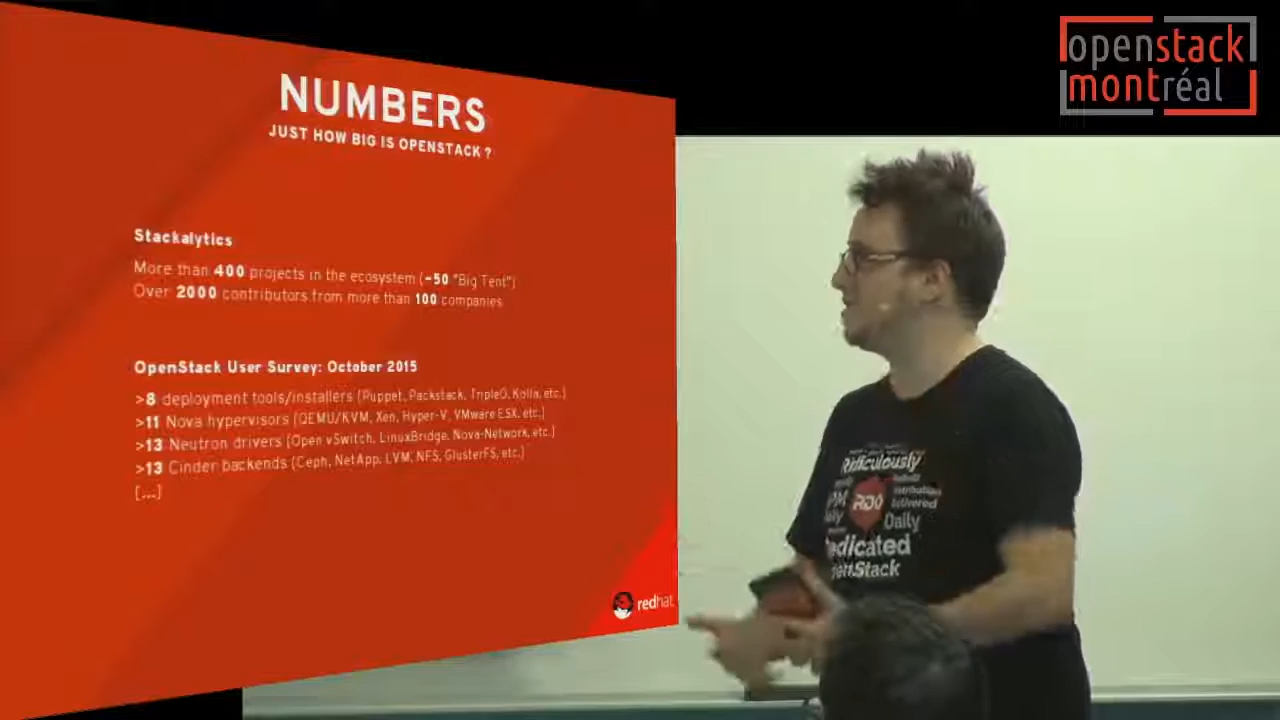 openstack
montréal
NUMBERS
JUST HOW BIG IS OPENSTACK ?
Stackalytics
More than 400 projects in the ecosystem (~50 "Big Tent")
Over 2000 contributors from more than 100 companies
OpenStack User Survey: October 2015
>8 deployment tools/installers (Puppet, Packstack, TripleO, Kolla, etc.)
>11 Nova hypervisors (QEMU/KVM, Xen, Hyper-V, VMware ESX, etc.)
>13 Neutron drivers (Open vSwitch, LinuxBridge, Nova-Network, etc.)
>13 Cinder backends (Ceph, NetApp, LVM, NFS, GlusterFS, etc.)
[...]
redhat
Ridiculously
RDO
Daily